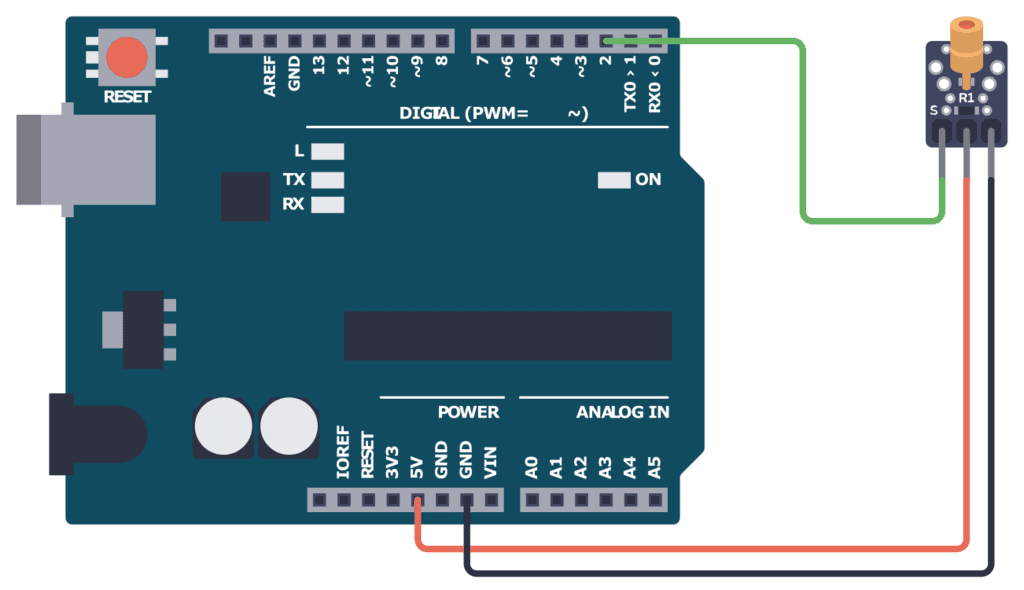 RESET
AREF
GND
13
12
~11
~10
~9
8
7
~6
~5
4
~3
2
TX0 › 1
RX0 ‹ 0
DIGITAL (PWM= ~)
L
TX
RX
ON
R1
S
POWER
ANALOG IN
IOREF
RESET
3V3
5V
GND
GND
VIN
A0
A1
A2
A3
A4
A5